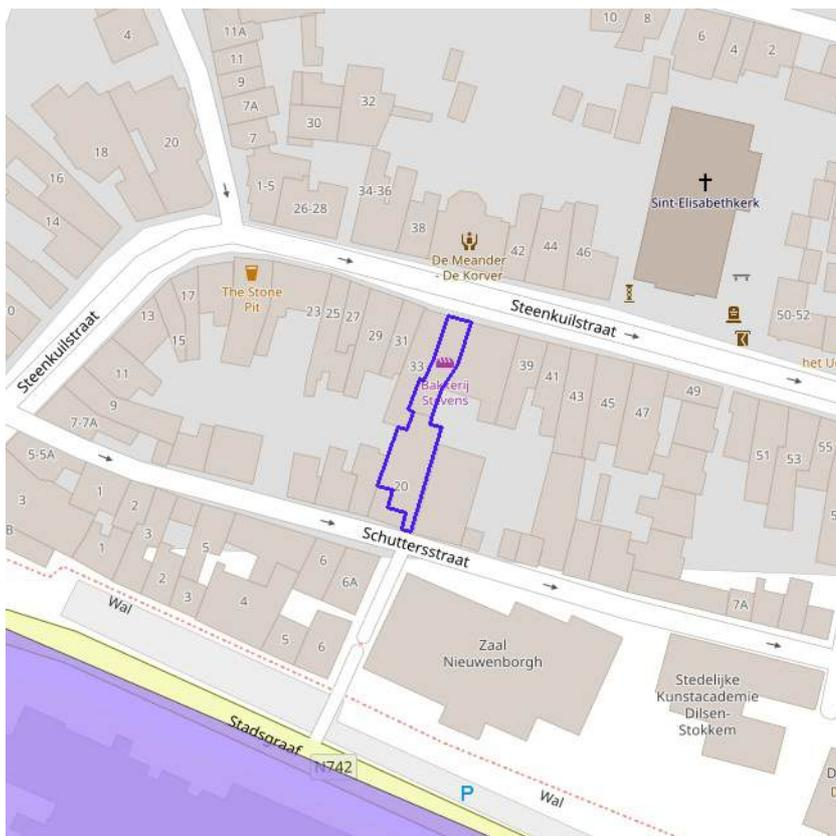 4
11A
10
8
6
4
2
11
9
7A
7
32
30
20
18
16
14
1-5
34-36
26-28
38
Sint-Elisabethkerk
De Meander
- De Korver
42
44
46
The Stone
Pit
Steenkuilstraat
50-52
17
13
15
23
25
27
29
31
33
Bakkerij
Stevens
39
41
43
45
47
49
51
53
55
het U
Steenkuilstraat
11
9
7-7A
5-5A
20
3
1
2
3
5
1
2
3
4
5
6
6
6A
Schuttersstraat
7A
Wal
Zaal
Nieuwenborgh
Stedelijke
Kunstacademie
Dilsen-
Stokkem
Stadsgraaf
N742
P
Wal
D